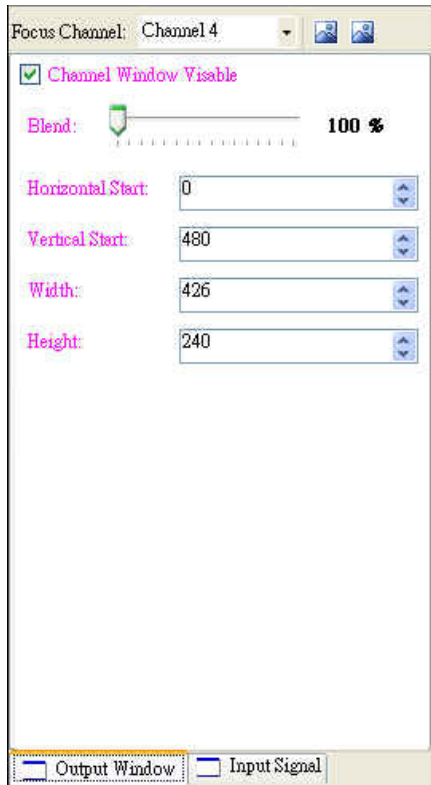 Focus Channel: Channel 4
Channel Window Visable
Blend: 100 %
Horizontal Start: 0
Vertical Start: 480
Width: 426
Height: 240
Output Window Input Signal